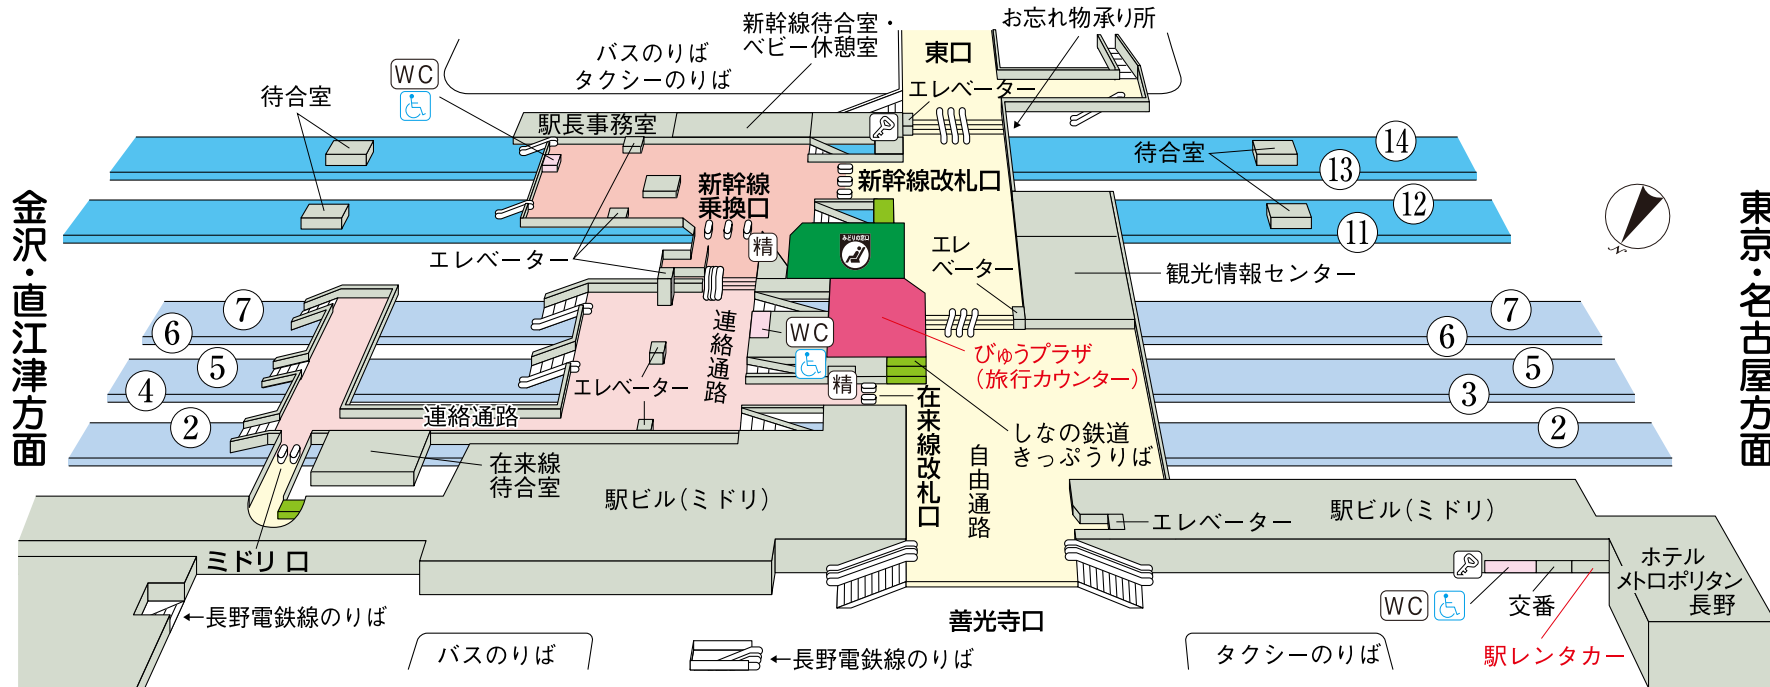 新幹線待合室・
ベビー休憩室
お忘れ物承り所
東口
バスのりば
タクシーのりば
WC
エレベーター
待合室
駅長事務室
14
13
待合室
12
11
新幹線
乗換口
新幹線改札口
金沢・直江津方面
東京・名古屋方面
N
精
みどりの窓口
エレ
ベーター
エレベーター
観光情報センター
7
6
5
4
2
連絡通路
WC
びゅうプラザ
(旅行カウンター)
7
6
5
3
2
エレベーター
精
連絡通路
在来線改札口
しなの鉄道
きっぷうりば
自由通路
在来線
待合室
駅ビル(ミドリ)
エレベーター
駅ビル(ミドリ)
ミドリ口
ホテル
メトロポリタン
長野
←長野電鉄線のりば
善光寺口
WC
交番
バスのりば
←長野電鉄線のりば
タクシーのりば
駅レンタカー